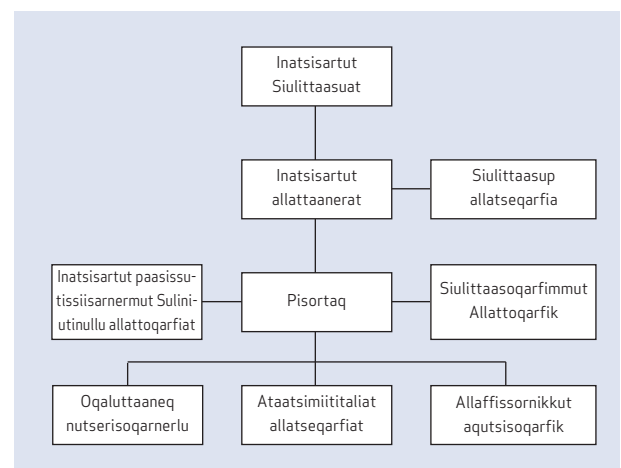 Inatsisartut
Siulittaasuat
Inatsisartut
allattaanerat
Siulittaasup
allatseqarfia
Inatsisartut paasissu-
tissiisarnermut Sulini-
utinullu allattoqarfiat
Pisortaq
Siulittaasoqarfimmut
Allattoqarfik
Oqaluttaaneq
nutserisoqarnerlu
Ataatsimiititaliat
allatseqarfiat
Allaffissornikkut
aqutsisoqarfik